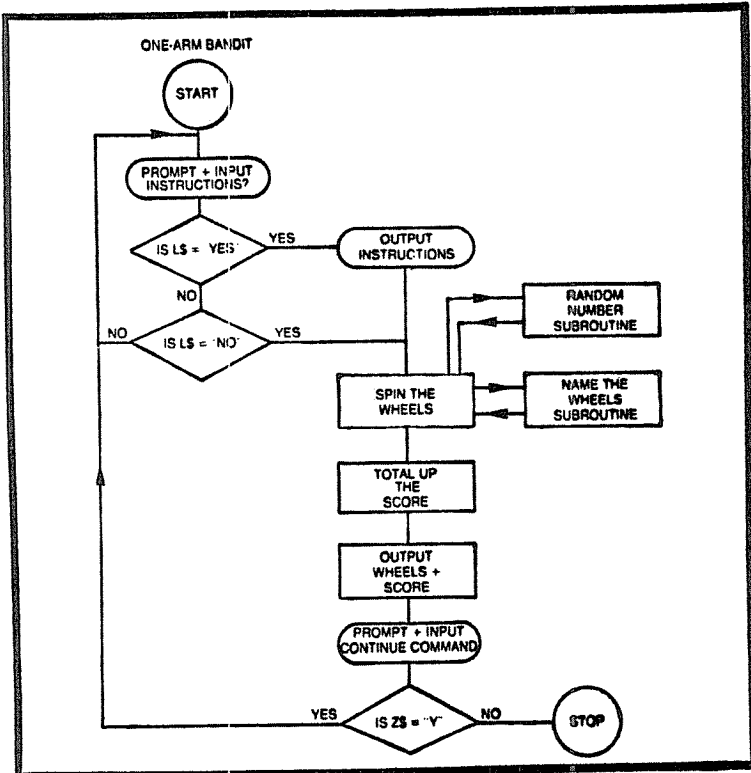 ONE-ARM BANDIT
START
PROMPT + INPUT
INSTRUCTIONS?
IS L$ = "YES"
YES
OUTPUT
INSTRUCTIONS
NO
IS L$ = "NO"
NO
YES
RANDOM
NUMBER
SUBROUTINE
SPIN THE
WHEELS
NAME THE
WHEELS
SUBROUTINE
TOTAL UP
THE
SCORE
OUTPUT
WHEELS +
SCORE
PROMPT + INPUT
CONTINUE COMMAND
IS Z$ = "Y"
YES
NO
STOP